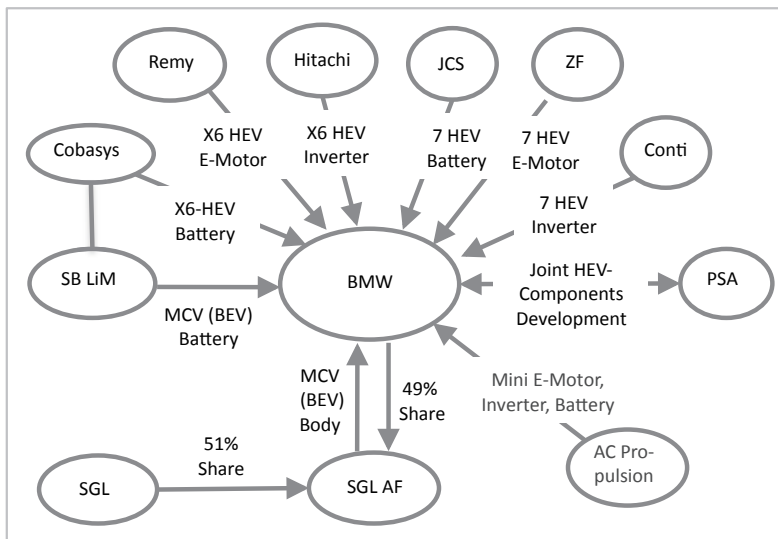 Remy
Hitachi
JCS
ZF
Cobasys
X6 HEV
E-Motor
X6 HEV
Inverter
7 HEV
Battery
7 HEV
E-Motor
Conti
X6-HEV
Battery
7 HEV
Inverter
SB LiM
BMW
Joint HEV-
Components
Development
PSA
MCV (BEV)
Battery
MCV
(BEV)
Body
49%
Share
Mini E-Motor,
Inverter, Battery
51%
Share
AC Pro-
pulsion
SGL
SGL AF